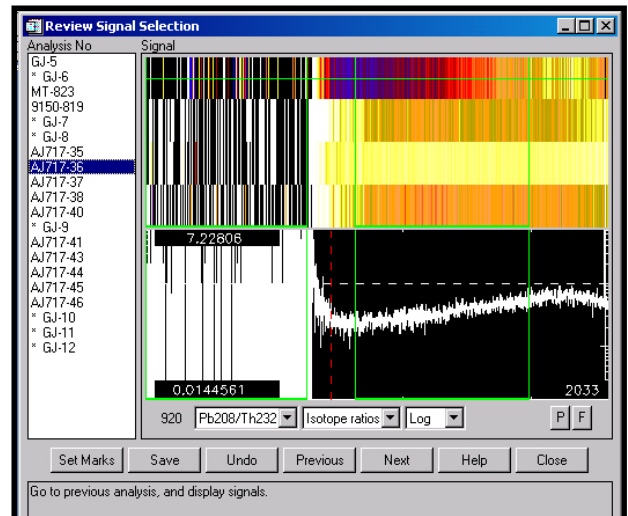 Review Signal Selection
Analysis No Signal
GJ-5
* GJ-6
MT-823
9150-819
* GJ-7
* GJ-8
AJ717-35
AJ717-36
AJ717-37
AJ717-38
AJ717-40
* GJ-9
AJ717-41
AJ717-43
AJ717-44
AJ717-45
AJ717-46
* GJ-10
* GJ-11
* GJ-12
7.22806
0.0144561 2033
920 Pb208/Th232 Isotope ratios Log P F
Set Marks Save Undo Previous Next Help Close
Go to previous analysis, and display signals.